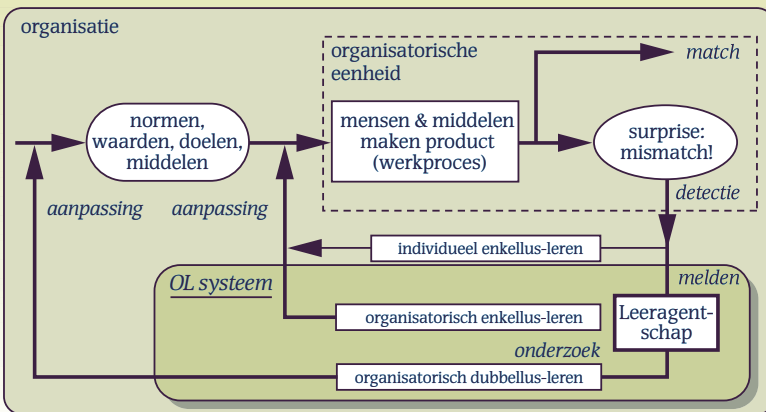 organisatie
organisatorische
eenheid
match
normen,
waarden, doelen,
middelen
mensen & middelen
maken product
(werkproces)
surprise:
mismatch!
detectie
aanpassing
aanpassing
individueel enkellus-leren
melden
OL systeem
organisatorisch enkellus-leren
Leeragent-
schap
onderzoek
organisatorisch dubbellus-leren